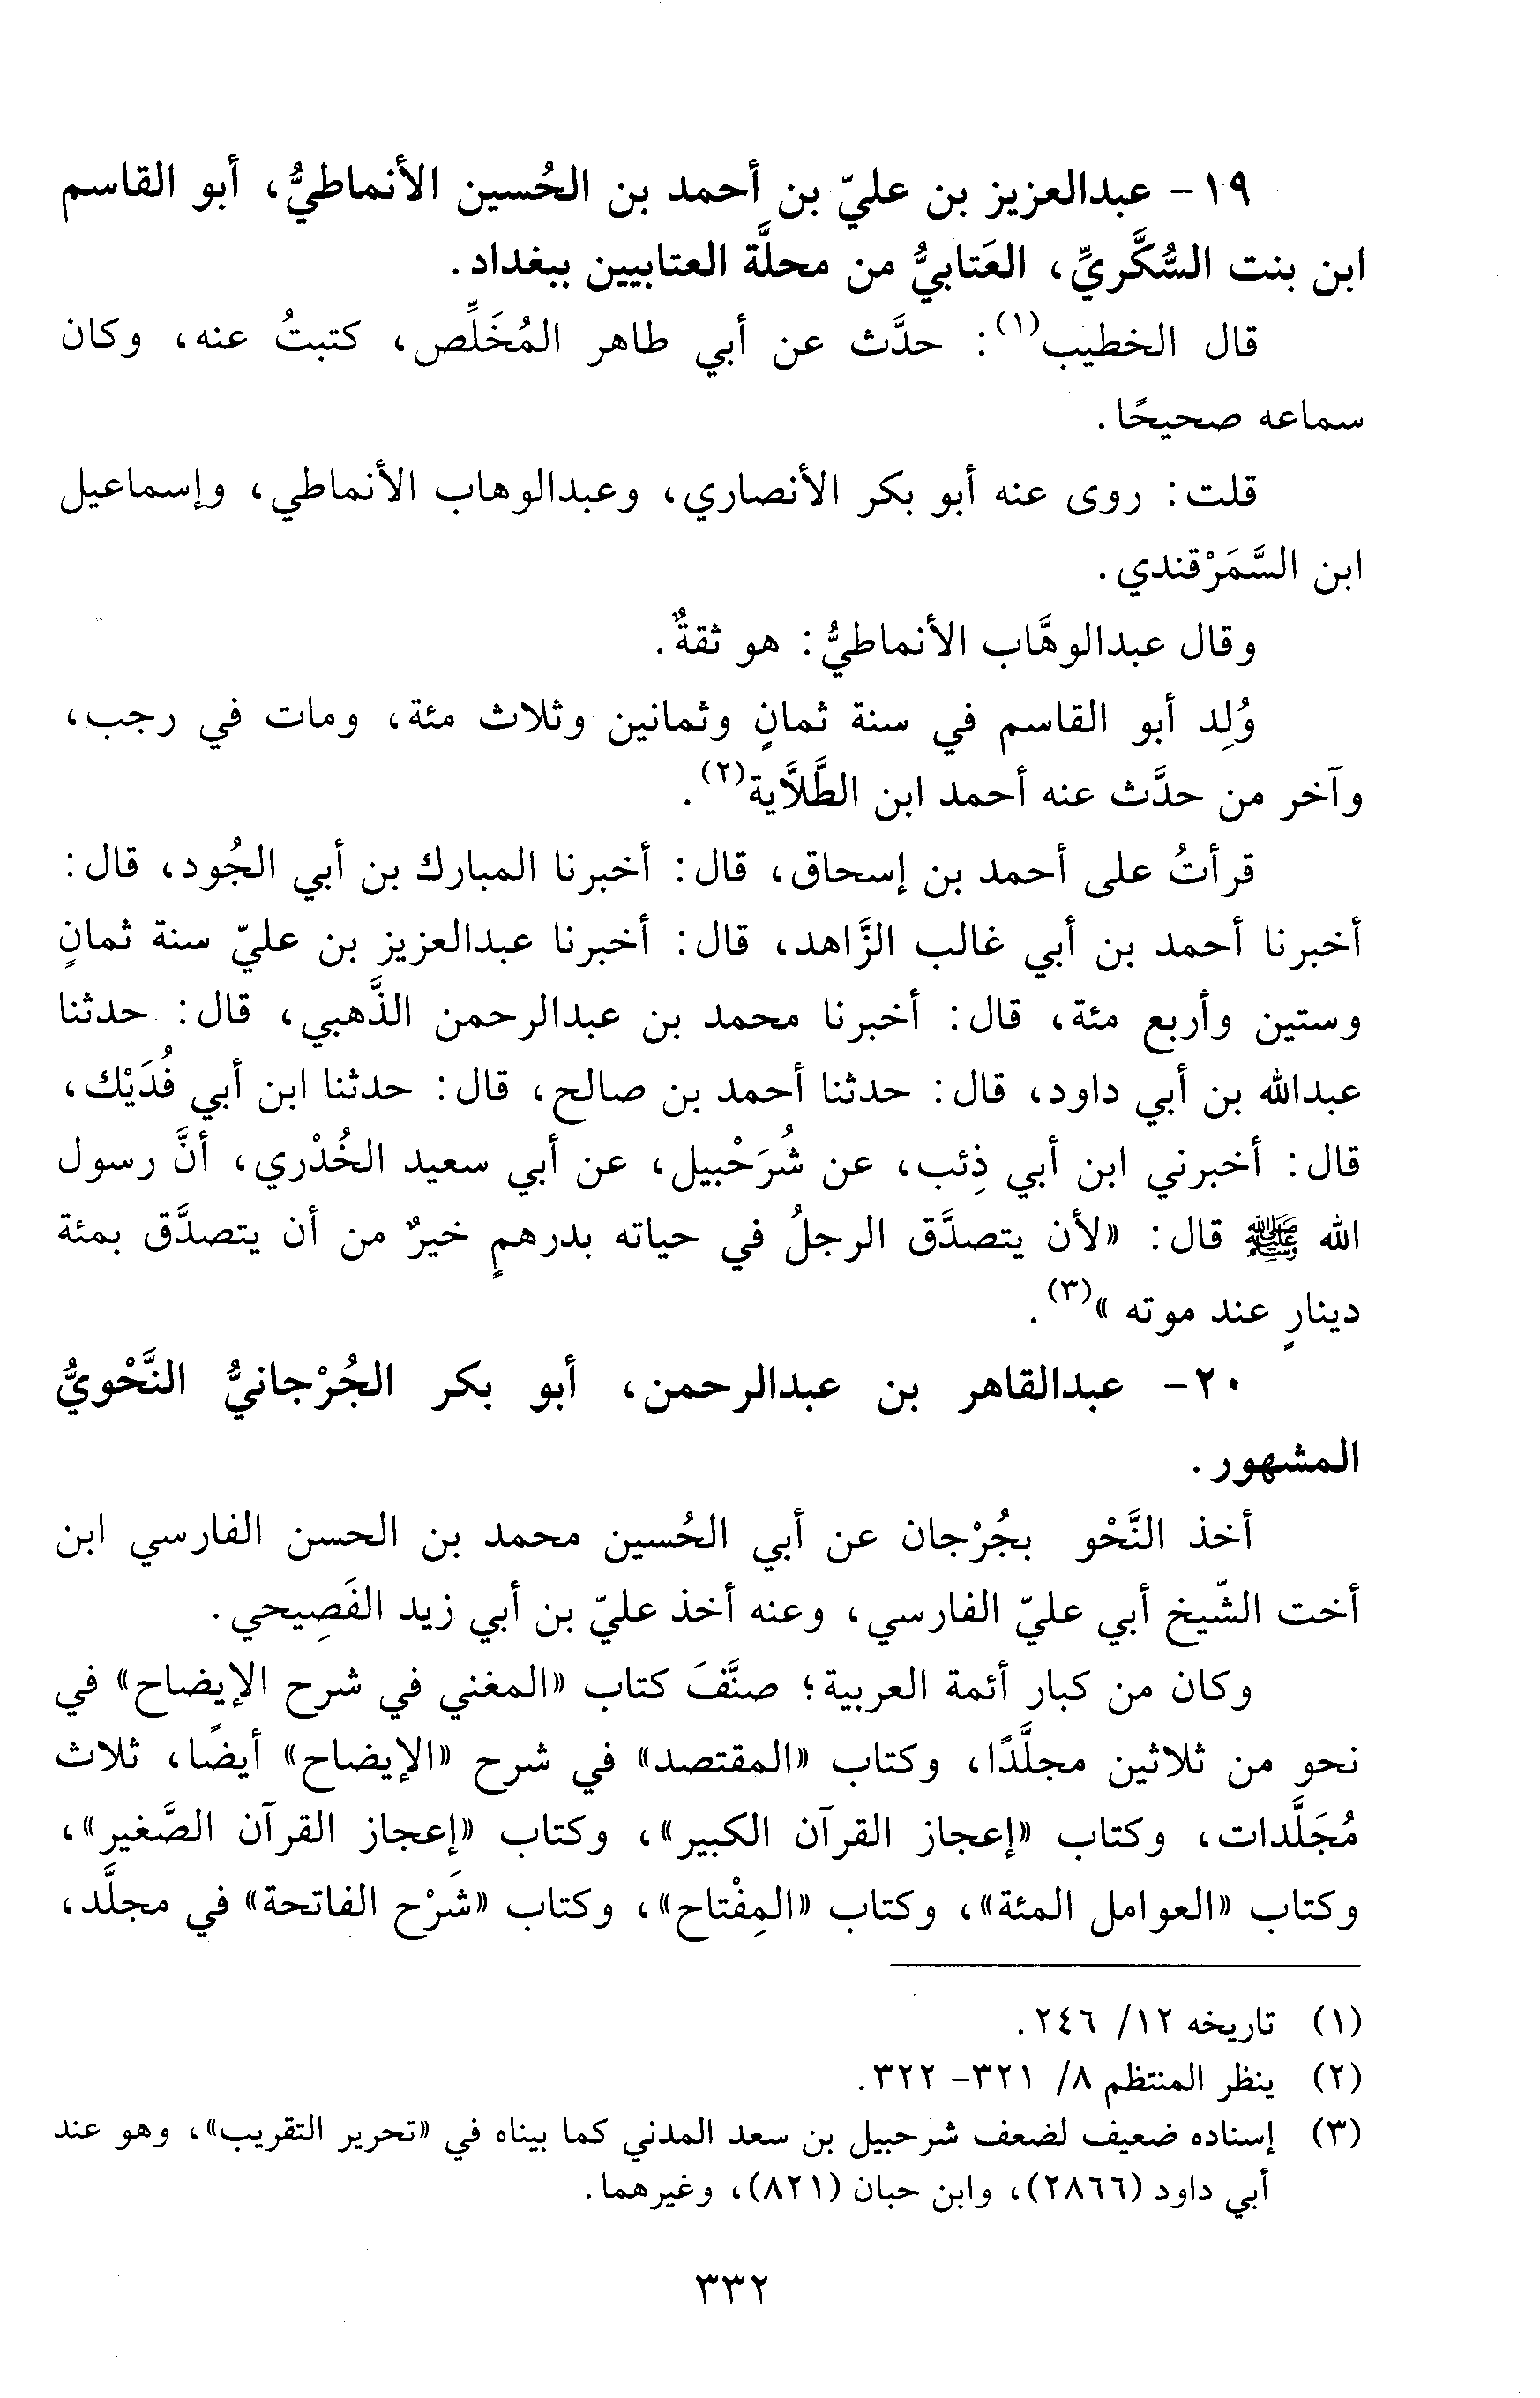 ١٩- عبدالعزيز بن عليّ بن أحمد بن الحُسين الأنماطيُّ، أبو القاسم
ابن بنت السُّكَّريِّ، العَتابيُّ من محلَّة العتابيين ببغداد.
قال الخطيب(١): حدَّث عن أبي طاهر المُخَلِّص، كتبتُ عنه، وكان
سماعه صحيحًا.
قلت: روى عنه أبو بكر الأنصاري، وعبدالوهاب الأنماطي، وإسماعيل
ابن السَّمَرْقندي.
وقال عبدالوهَّاب الأنماطيُّ: هو ثقةٌ.
وُلِد أبو القاسم في سنة ثمانٍ وثمانين وثلاث مئة، ومات في رجب،
وآخر من حدَّث عنه أحمد ابن الطَّلَّاية(٢).
قرأتُ على أحمد بن إسحاق، قال: أخبرنا المبارك بن أبي الجُود، قال:
أخبرنا أحمد بن أبي غالب الزَّاهد، قال: أخبرنا عبدالعزيز بن عليّ سنة ثمانٍ
وستين وأربع مئة، قال: أخبرنا محمد بن عبدالرحمن الذَّهبي، قال: حدثنا
عبدالله بن أبي داود، قال: حدثنا أحمد بن صالح، قال: حدثنا ابن أبي فُدَيْك،
قال: أخبرني ابن أبي ذِئب، عن شُرَحْبيل، عن أبي سعيد الخُدْري، أنَّ رسول
الله ﷺ قال: «لأن يتصدَّق الرجلُ في حياته بدرهمٍ خيرٌ من أن يتصدَّق بمئة
دينارٍ عند موته»(٣).
٢٠- عبدالقاهر بن عبدالرحمن، أبو بكر الجُرْجانيُّ النَّحْويُّ
المشهور.
أخذ النَّحْو بجُرْجان عن أبي الحُسين محمد بن الحسن الفارسي ابن
أخت الشّيخ أبي عليّ الفارسي، وعنه أخذ عليّ بن أبي زيد الفَصِيحي.
وكان من كبار أئمة العربية؛ صنَّفَ كتاب «المغني في شرح الإيضاح» في
نحو من ثلاثين مجلَّدًا، وكتاب «المقتصد» في شرح «الإيضاح» أيضًا، ثلاث
مُجَلَّدات، وكتاب «إعجاز القرآن الكبير»، وكتاب «إعجاز القرآن الصَّغير»،
وكتاب «العوامل المئة»، وكتاب «المِفْتاح»، وكتاب «شَرْح الفاتحة» في مجلَّد،
(١) تاريخه ١٢/ ٢٤٦.
(٢) ينظر المنتظم ٨/ ٣٢١- ٣٢٢.
(٣) إسناده ضعيف لضعف شرحبيل بن سعد المدني كما بيناه في «تحرير التقريب»، وهو عند
أبي داود (٢٨٦٦)، وابن حبان (٨٢١)، وغيرهما.
٣٣٢